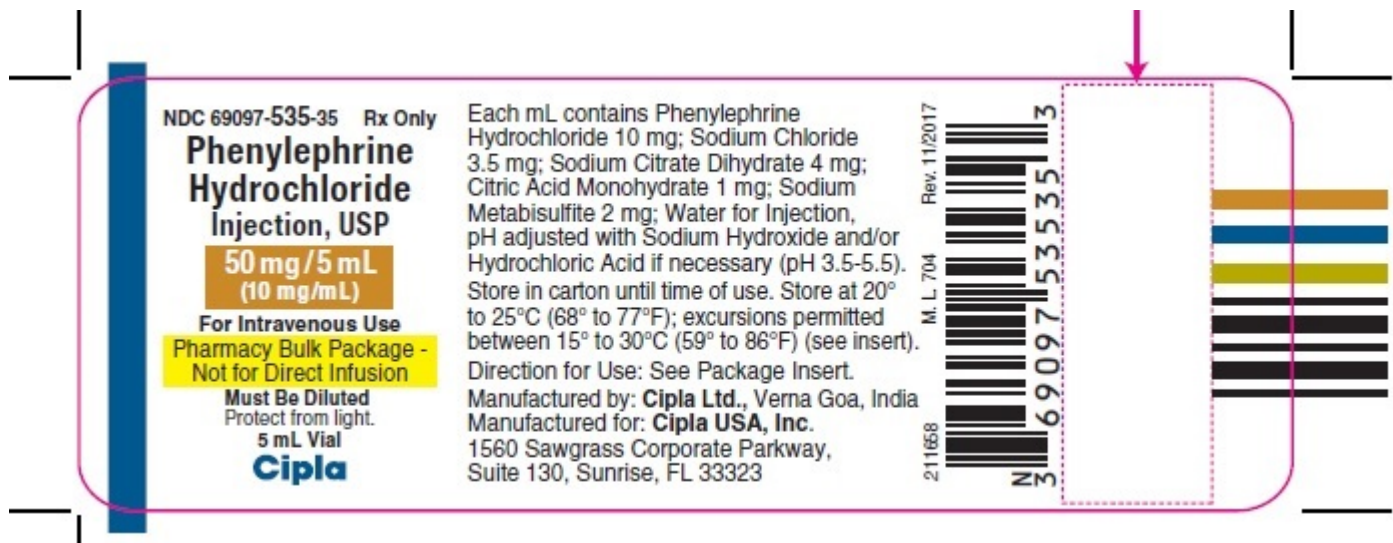 NDC 69097-535-35 Rx Only
Phenylephrine
Hydrochloride
Injection, USP
50 mg/5 mL
(10 mg/mL)
For Intravenous Use
Pharmacy Bulk Package -
Not for Direct Infusion
Must Be Diluted
Protect from light.
5 mL Vial
Cipla
Each mL contains Phenylephrine
Hydrochloride 10 mg; Sodium Chloride
3.5 mg; Sodium Citrate Dihydrate 4 mg;
Citric Acid Monohydrate 1 mg; Sodium
Metabisulfite 2 mg; Water for Injection,
pH adjusted with Sodium Hydroxide and/or
Hydrochloric Acid if necessary (pH 3.5-5.5).
Store in carton until time of use. Store at 20°
to 25°C (68° to 77°F); excursions permitted
between 15° to 30°C (59° to 86°F) (see insert).
Direction for Use: See Package Insert.
Manufactured by: Cipla Ltd., Verna Goa, India
Manufactured for: Cipla USA, Inc.
1560 Sawgrass Corporate Parkway,
Suite 130, Sunrise, FL 33323
211658 M. L. 704 Rev. 11/2017
N
3 69097 53535 3